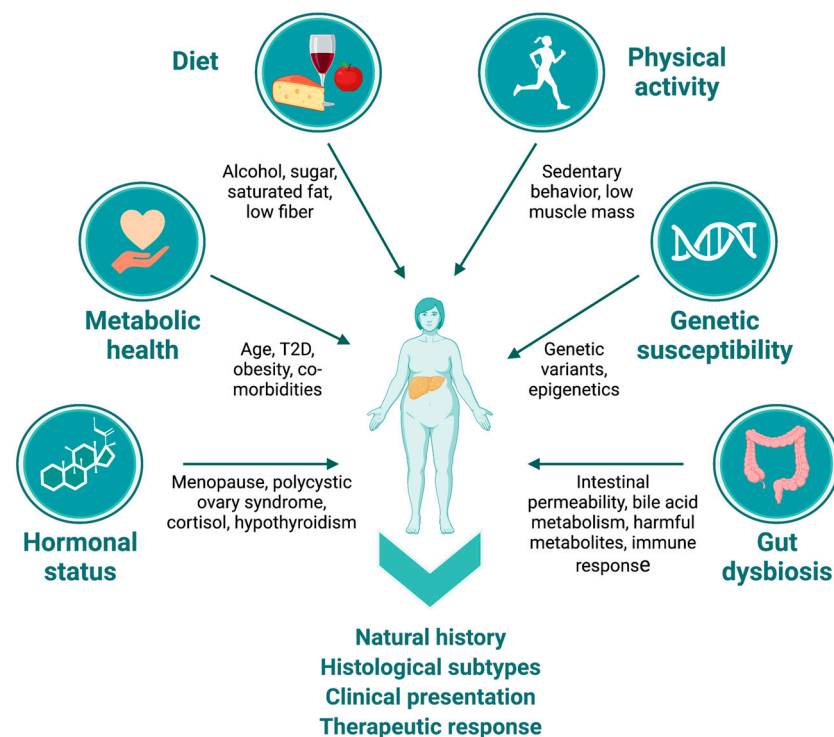 Diet
Physical
activity
Alcohol, sugar,
saturated fat,
low fiber
Sedentary
behavior, low
muscle mass
Metabolic
health
Genetic
susceptibility
Age, T2D,
obesity, co-
morbidities
Genetic
variants,
epigenetics
Hormonal
status
Menopause, polycystic
ovary syndrome,
cortisol, hypothyroidism
Intestinal
permeability, bile acid
metabolism, harmful
metabolites, immune
response
Gut
dysbiosis
Natural history
Histological subtypes
Clinical presentation
Therapeutic response